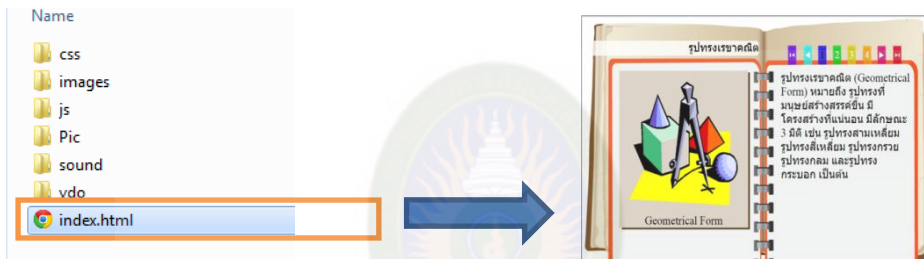 Name
css
images
js
Pic
sound
vdo
index.html
รูปทรงเรขาคณิต
1 2 3 4
รูปทรงเรขาคณิต (Geometrical
Form) หมายถึง รูปทรงที่
มนุษย์สร้างสรรค์ขึ้น มี
โครงสร้างที่แน่นอน มีลักษณะ
3 มิติ เช่น รูปทรงสามเหลี่ยม
รูปทรงสี่เหลี่ยม รูปทรงกรวย
รูปทรงกลม และรูปทรง
กระบอก เป็นต้น
Geometrical Form